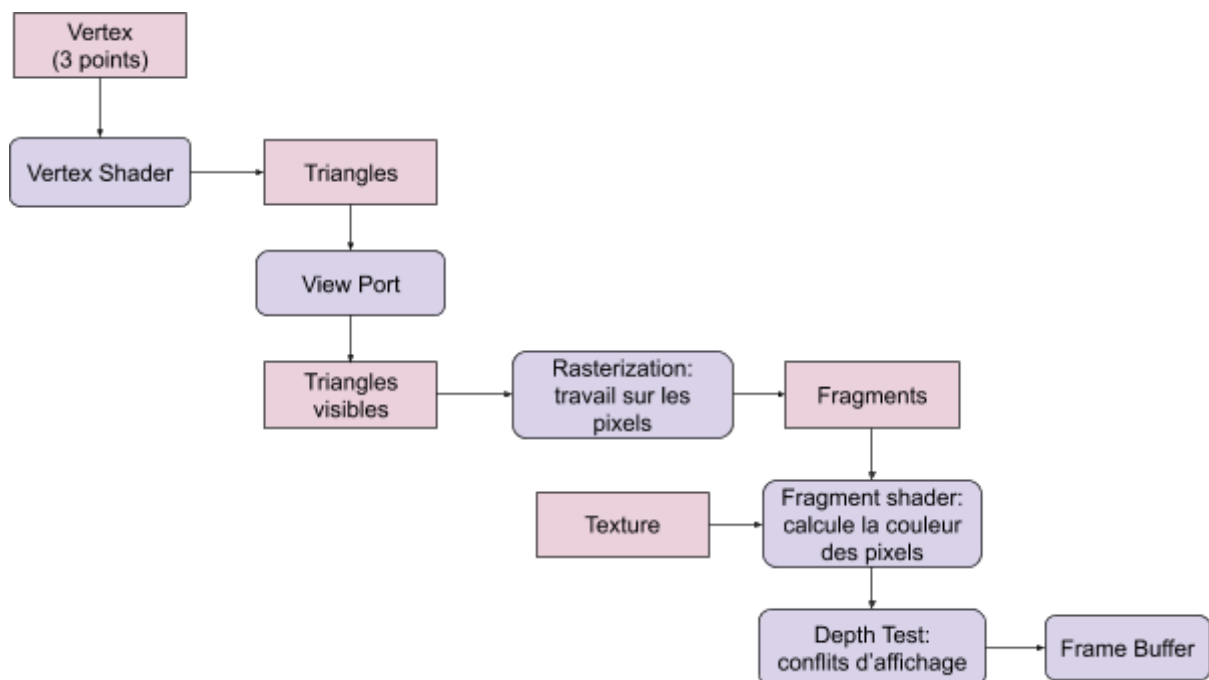 Vertex
(3 points)
Vertex Shader
Triangles
View Port
Triangles
visibles
Rasterization:
travail sur les
pixels
Fragments
Texture
Fragment shader:
calcule la couleur
des pixels
Depth Test:
conflits d'affichage
Frame Buffer